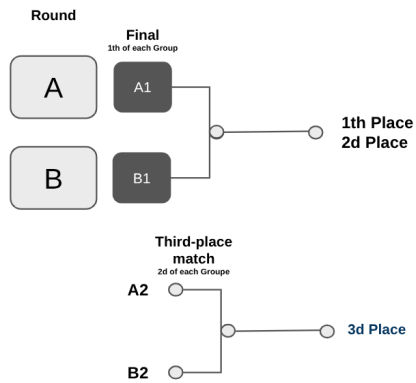 Round
Final
1th of each Group
A
A1
1th Place
2d Place
B
B1
Third-place
match
2d of each Groupe
A2
3d Place
B2